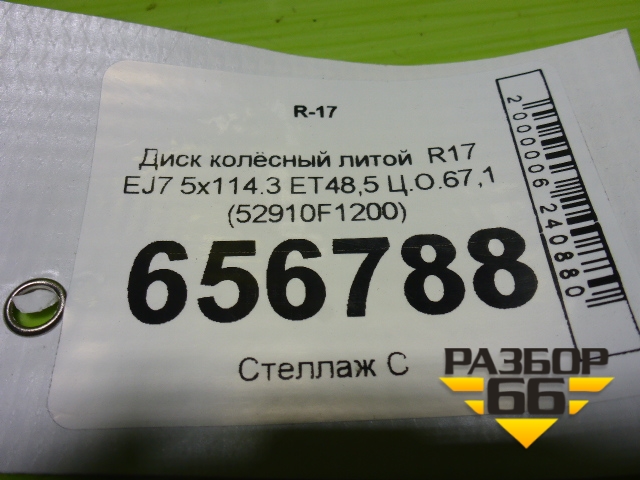 R-17
Диск колёсный литой R17
EJ7 5x114.3 ET48,5 Ц.О.67,1
(52910F1200)
656788
Стеллаж С
2000006240880
РАЗБОР
66